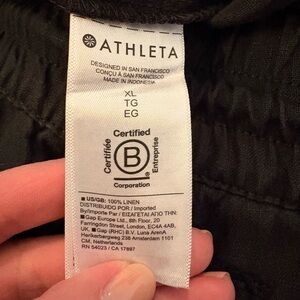 ATHLETA
DESIGNED IN SAN FRANCISCO
CONÇU À SAN FRANCISCO
MADE IN INDONESIA
XL
TG
EG
Certified
Certifiée
B
Entreprise
Corporation
■ US/GB: 100% LINEN
DISTRIBUIDO POR / Imported
By/Importe Par / ΕΙΣΑΓΕΤΑΙ ΑΠΟ ΤΗΝ:
■ Gap Europe Ltd., 6th Floor, 20
Farringdon Street, London, EC4A 4AB,
UK. ■ Gap (RHC) B.V. Luna ArenA
Herikerbergweg 238 Amsterdam 1101
CM, Netherlands
RN 54023 / CA 17897